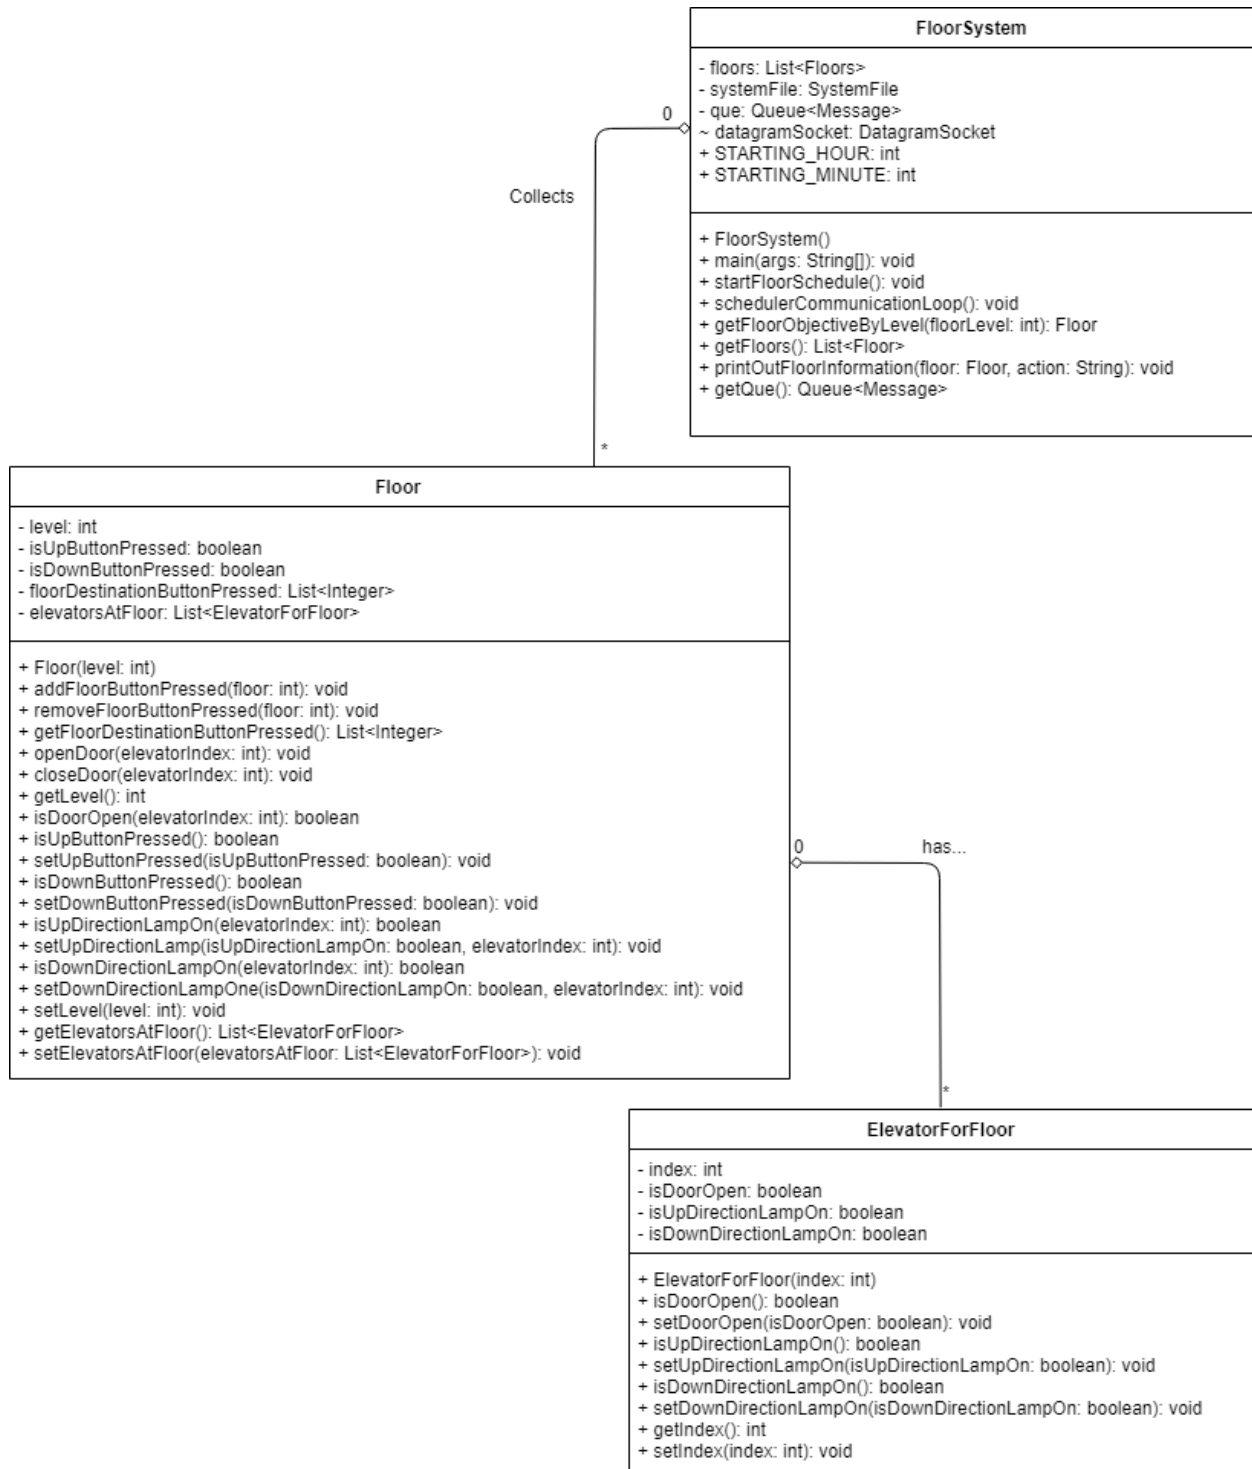 FloorSystem
- floors: List<Floors>
- systemFile: SystemFile
- que: Queue<Message>
~ datagramSocket: DatagramSocket
+ STARTING_HOUR: int
+ STARTING_MINUTE: int
+ FloorSystem()
+ main(args: String[]): void
+ startFloorSchedule(): void
+ schedulerCommunicationLoop(): void
+ getFloorObjectiveByLevel(floorLevel: int): Floor
+ getFloors(): List<Floor>
+ printOutFloorInformation(floor: Floor, action: String): void
+ getQue(): Queue<Message>
0
Collects
*
Floor
- level: int
- isUpButtonPressed: boolean
- isDownButtonPressed: boolean
- floorDestinationButtonPressed: List<Integer>
- elevatorsAtFloor: List<ElevatorForFloor>
+ Floor(level: int)
+ addFloorButtonPressed(floor: int): void
+ removeFloorButtonPressed(floor: int): void
+ getFloorDestinationButtonPressed(): List<Integer>
+ openDoor(elevatorIndex: int): void
+ closeDoor(elevatorIndex: int): void
+ getLevel(): int
+ isDoorOpen(elevatorIndex: int): boolean
+ isUpButtonPressed(): boolean
+ setUpButtonPressed(isUpButtonPressed: boolean): void
+ isDownButtonPressed(): boolean
+ setDownButtonPressed(isDownButtonPressed: boolean): void
+ isUpDirectionLampOn(elevatorIndex: int): boolean
+ setUpDirectionLamp(isUpDirectionLampOn: boolean, elevatorIndex: int): void
+ isDownDirectionLampOn(elevatorIndex: int): boolean
+ setDownDirectionLampOne(isDownDirectionLampOn: boolean, elevatorIndex: int): void
+ setLevel(level: int): void
+ getElevatorsAtFloor(): List<ElevatorForFloor>
+ setElevatorsAtFloor(elevatorsAtFloor: List<ElevatorForFloor>): void
0
has...
*
ElevatorForFloor
- index: int
- isDoorOpen: boolean
- isUpDirectionLampOn: boolean
- isDownDirectionLampOn: boolean
+ ElevatorForFloor(index: int)
+ isDoorOpen(): boolean
+ setDoorOpen(isDoorOpen: boolean): void
+ isUpDirectionLampOn(): boolean
+ setUpDirectionLampOn(isUpDirectionLampOn: boolean): void
+ isDownDirectionLampOn(): boolean
+ setDownDirectionLampOn(isDownDirectionLampOn: boolean): void
+ getIndex(): int
+ setIndex(index: int): void